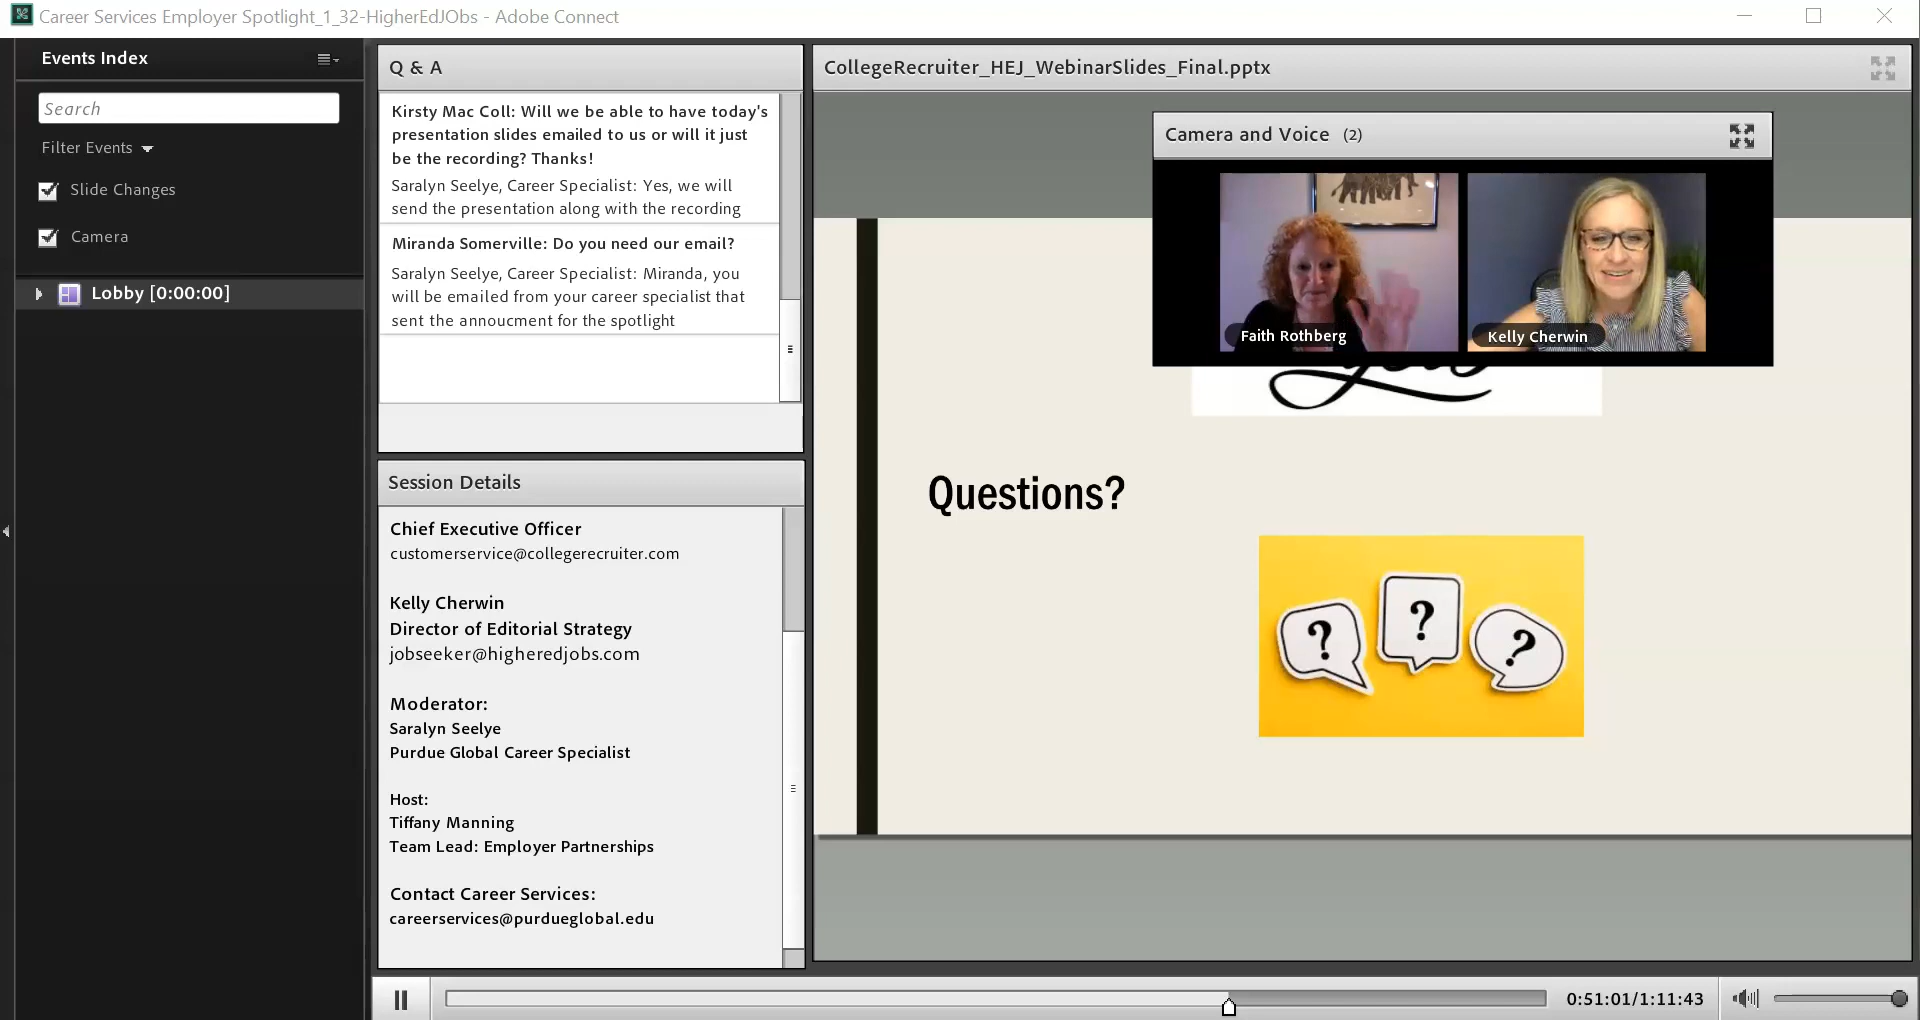 Career Services Employer Spotlight_1_32-HigherEdJObs - Adobe Connect
Events Index
Search
Filter Events
Slide Changes
Camera
Lobby [0:00:00]
Q & A
Kirsty Mac Coll: Will we be able to have today's
presentation slides emailed to us or will it just
be the recording? Thanks!
Saralyn Seelye, Career Specialist: Yes, we will
send the presentation along with the recording
Miranda Somerville: Do you need our email?
Saralyn Seelye, Career Specialist: Miranda, you
will be emailed from your career specialist that
sent the annoucment for the spotlight
Session Details
Chief Executive Officer
customerservice@collegerecruiter.com
Kelly Cherwin
Director of Editorial Strategy
jobseeker@higheredjobs.com
Moderator:
Saralyn Seelye
Purdue Global Career Specialist
Host:
Tiffany Manning
Team Lead: Employer Partnerships
Contact Career Services:
careerservices@purdueglobal.edu
CollegeRecruiter_HEJ_WebinarSlides_Final.pptx
Camera and Voice (2)
Faith Rothberg
Kelly Cherwin
Questions?
? ? ?
0:51:01/1:11:43